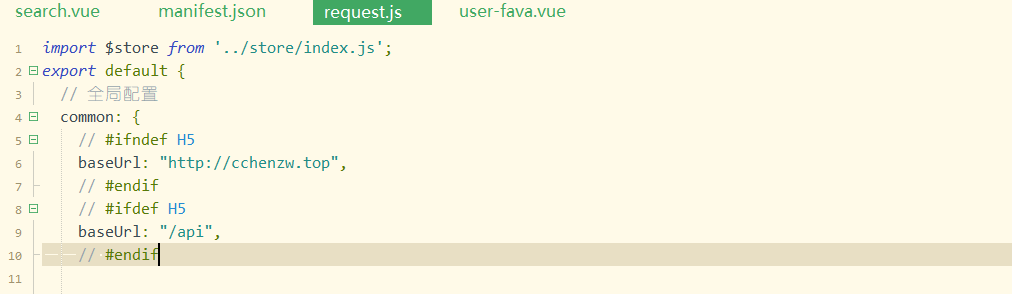 search.vue manifest.json request.js user-fava.vue
1 import $store from '../store/index.js';
2 export default {
3 // 全局配置
4 common: {
5 // #ifndef H5
6 baseUrl: "http://cchenzw.top",
7 // #endif
8 // #ifdef H5
9 baseUrl: "/api",
10 // #endif
11